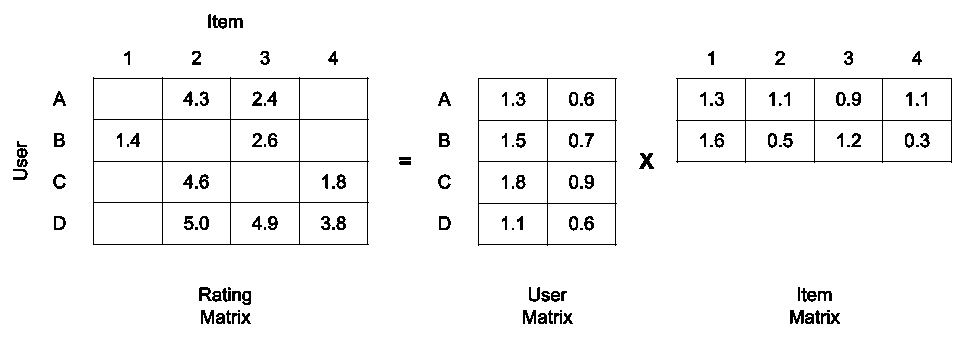 Item
1 2 3 4 1 2 3 4
A 4.3 2.4 A 1.3 0.6 1.3 1.1 0.9 1.1
User B 1.4 2.6 = B 1.5 0.7 X 1.6 0.5 1.2 0.3
C 4.6 1.8 C 1.8 0.9
D 5.0 4.9 3.8 D 1.1 0.6
Rating
Matrix
User
Matrix
Item
Matrix